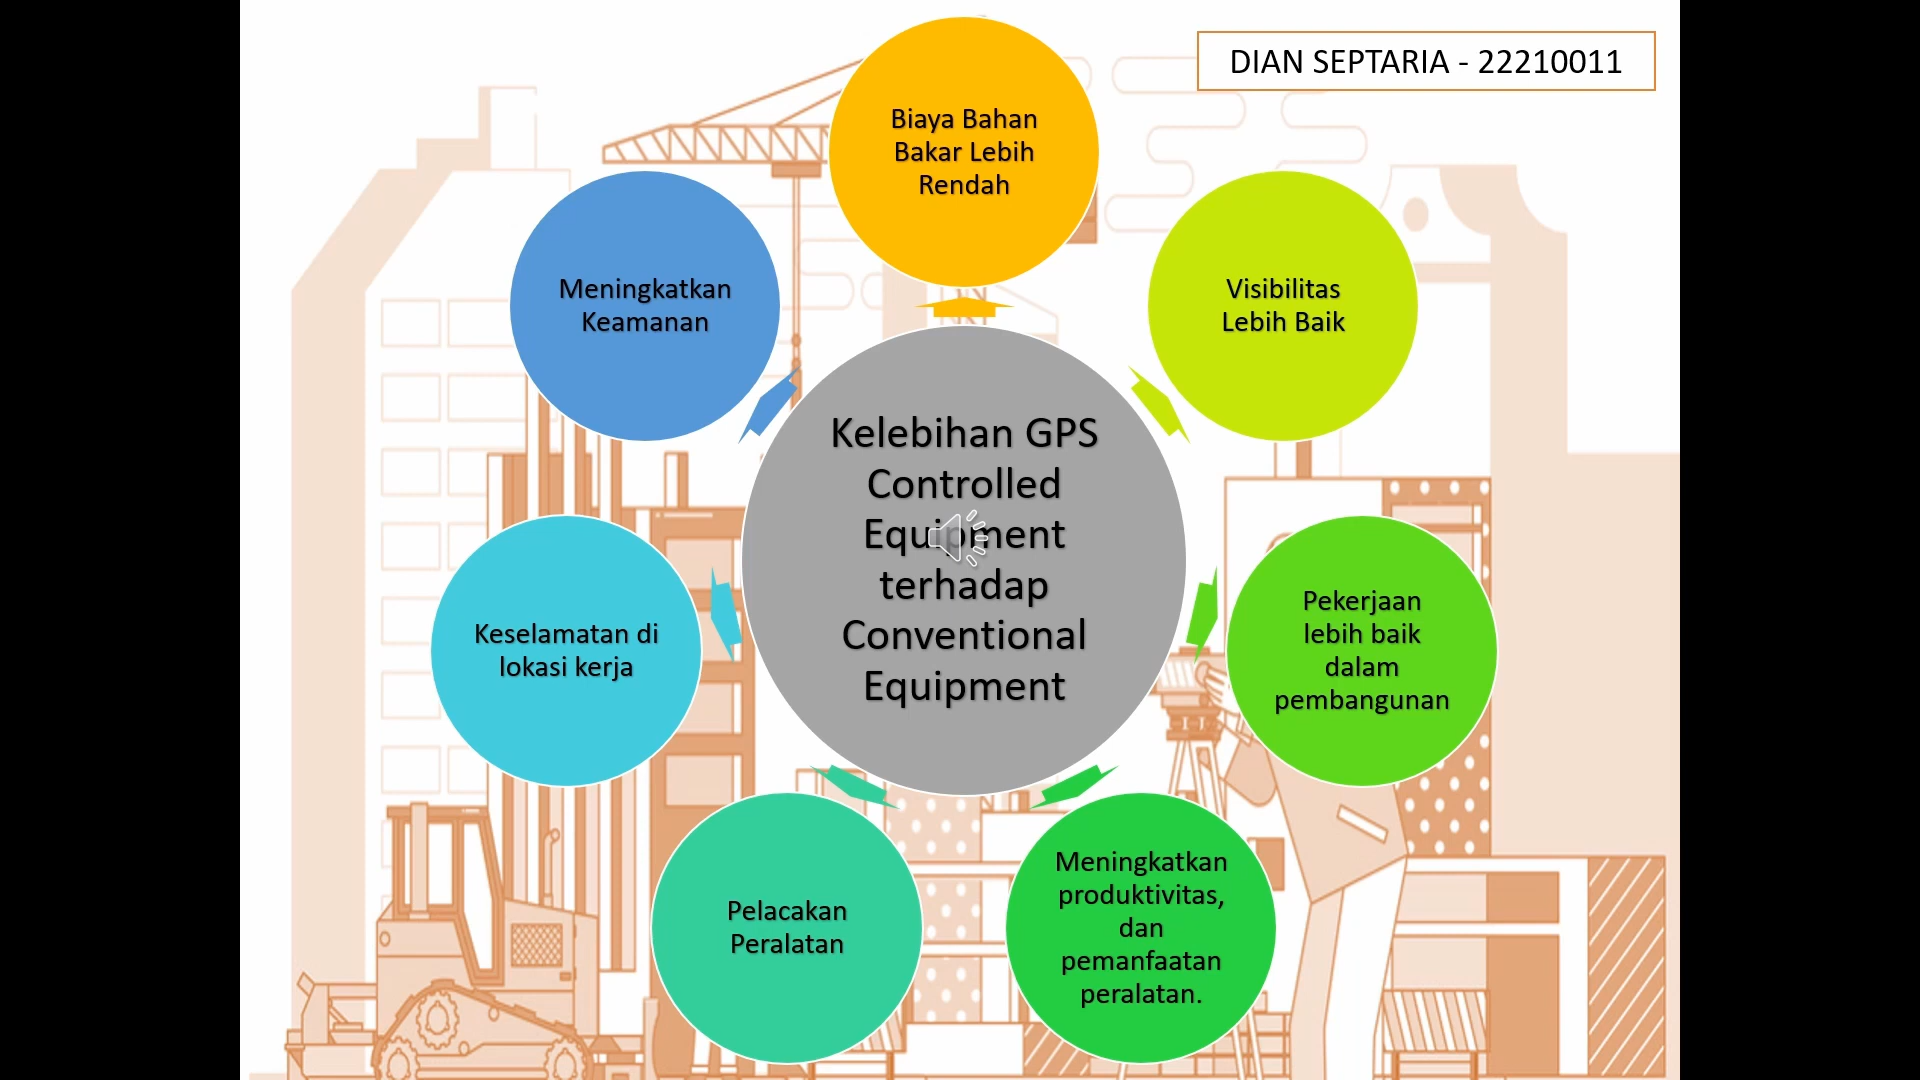 DIAN SEPTARIA - 22210011
Biaya Bahan
Bakar Lebih
Rendah
Visibilitas
Lebih Baik
Pekerjaan
lebih baik
dalam
pembangunan
Meningkatkan
produktivitas,
dan
pemanfaatan
peralatan.
Pelacakan
Peralatan
Keselamatan di
lokasi kerja
Meningkatkan
Keamanan
Kelebihan GPS
Controlled
Equipment
terhadap
Conventional
Equipment